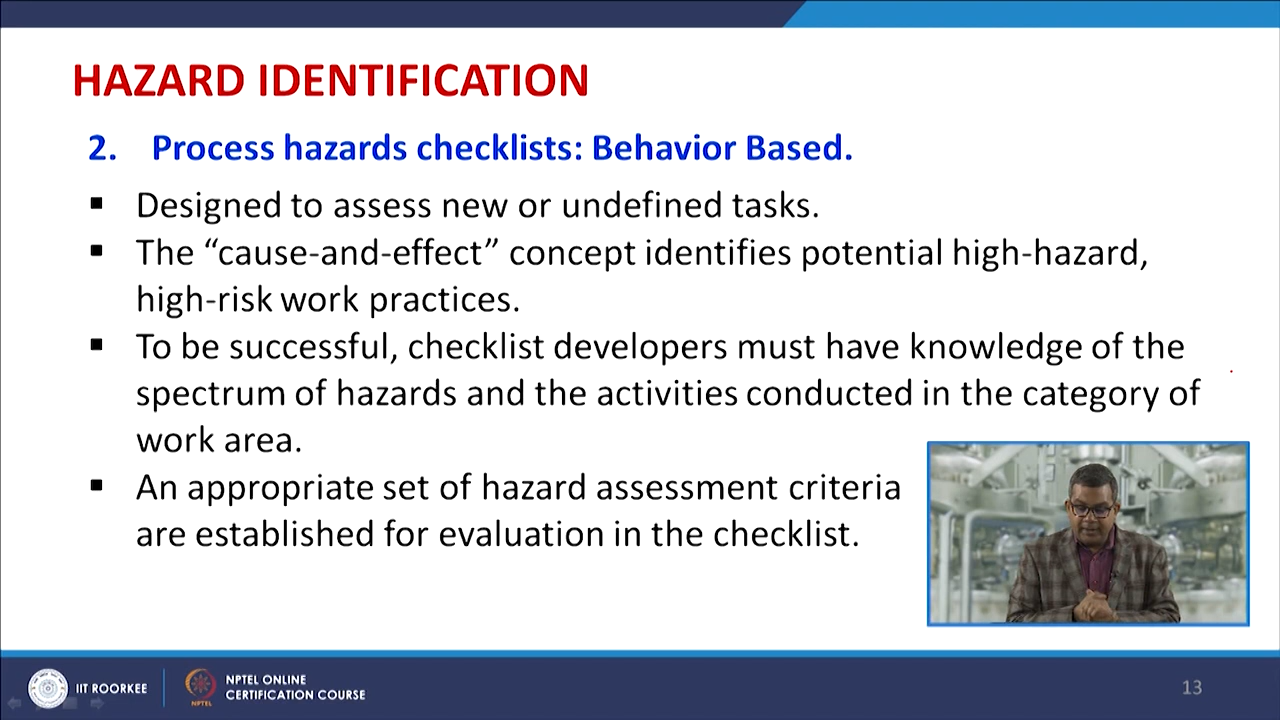 HAZARD IDENTIFICATION
2. Process hazards checklists: Behavior Based.
▪ Designed to assess new or undefined tasks.
▪ The “cause-and-effect” concept identifies potential high-hazard,
high-risk work practices.
▪ To be successful, checklist developers must have knowledge of the
spectrum of hazards and the activities conducted in the category of
work area.
▪ An appropriate set of hazard assessment criteria
are established for evaluation in the checklist.
IIT ROORKEE
NPTEL
NPTEL ONLINE
CERTIFICATION COURSE
13